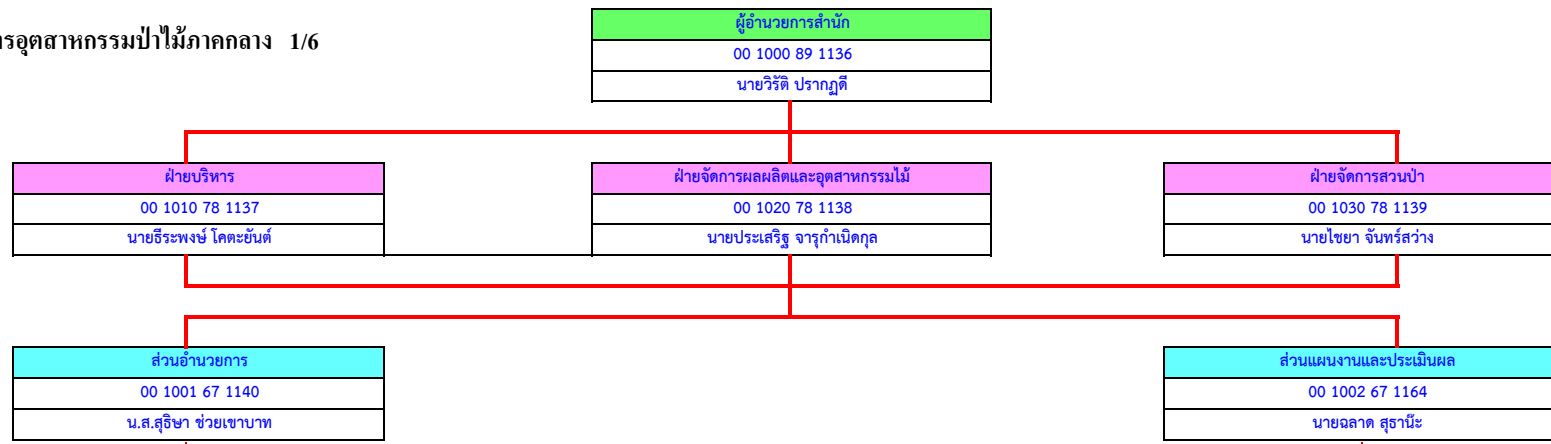 ผู้อำนวยการสำนัก
รอุตสาหกรรมป่าไม้ภาคกลาง 1/6
00 1000 89 1136
นายวิรัติ ปรากฏดี
ฝ่ายบริหาร
00 1010 78 1137
นายธีระพงษ์ โคตะยันต์
ฝ่ายจัดการผลผลิตและอุตสาหกรรมไม้
00 1020 78 1138
นายประเสริฐ จารุกำเนิดกุล
ฝ่ายจัดการสวนป่า
00 1030 78 1139
นายไชยา จันทร์สว่าง
ส่วนอำนวยการ
00 1001 67 1140
น.ส.สุธิษา ช่วยเขาบาท
ส่วนแผนงานและประเมินผล
00 1002 67 1164
นายฉลาด สุธาน๊ะ